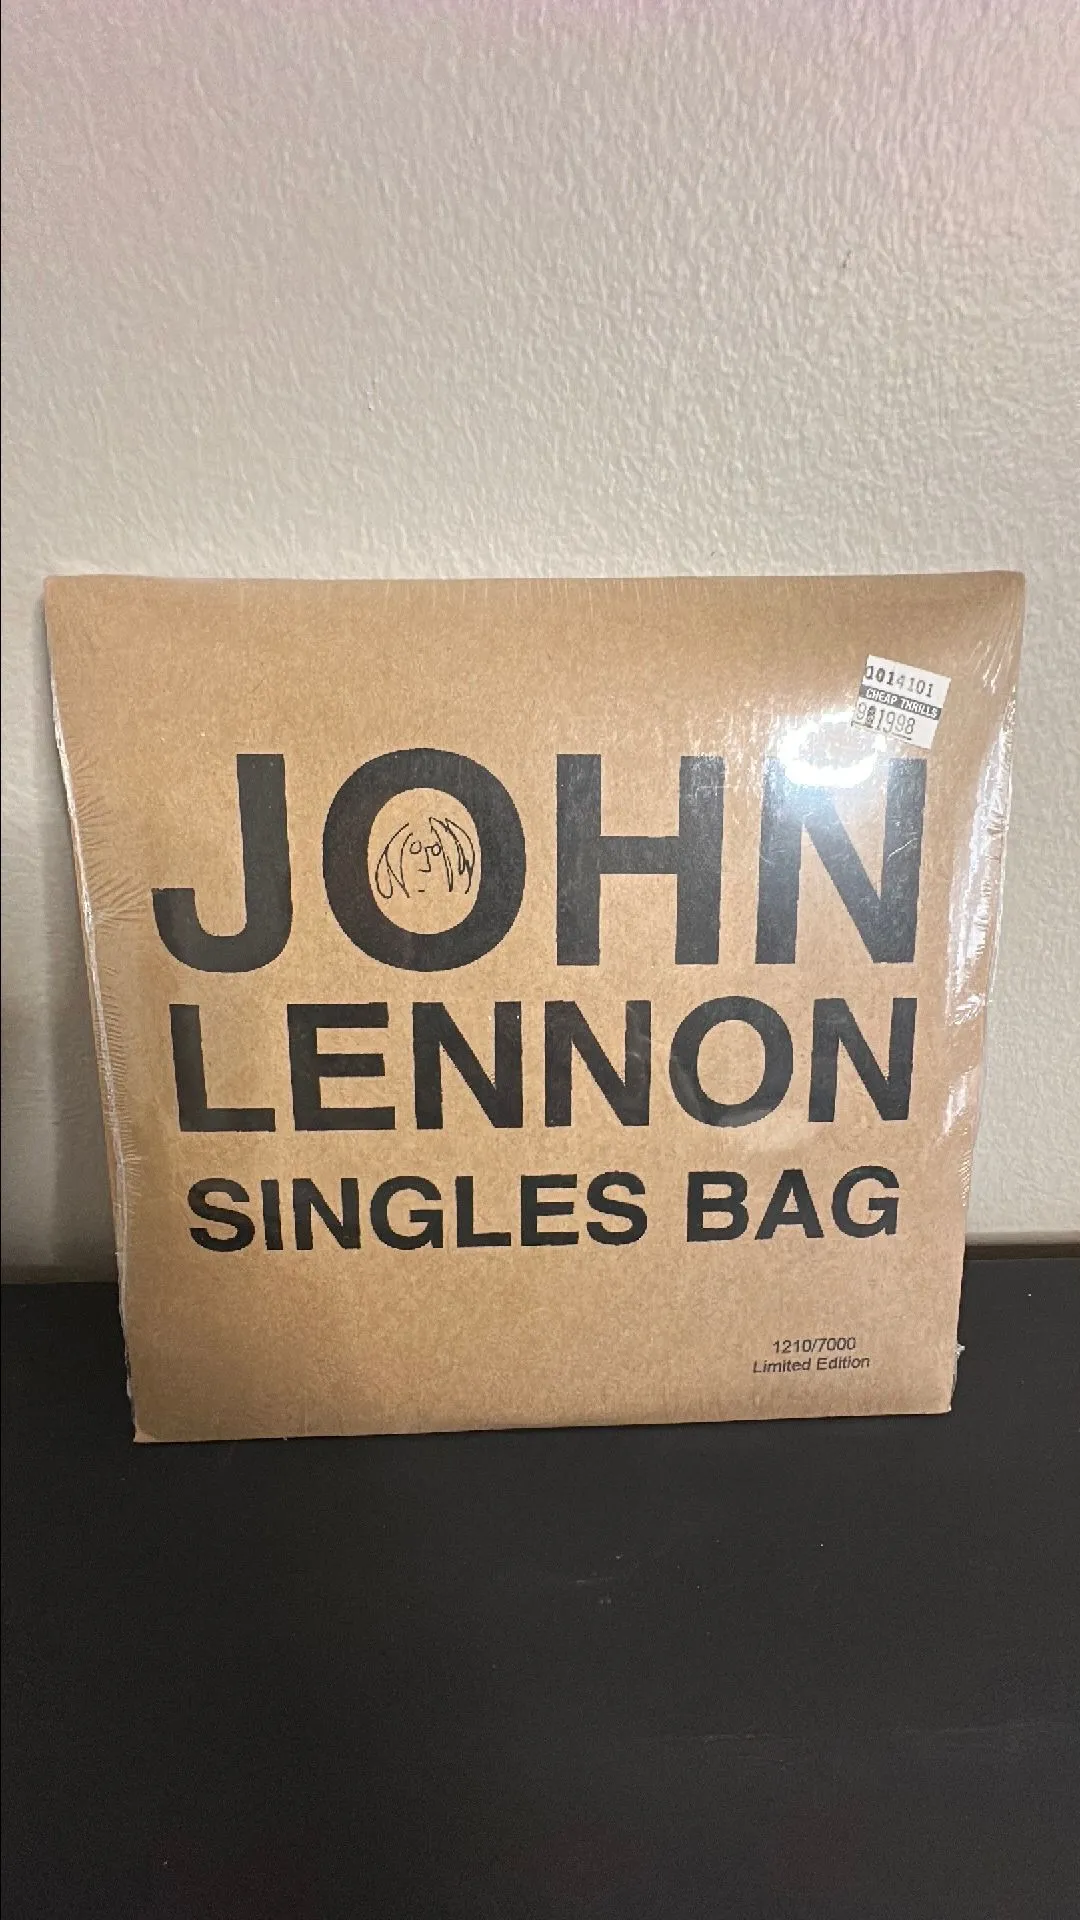 1014101
CHEAP THRILLS
JOHN
LENNON
SINGLES BAG
1210/7000
Limited Edition